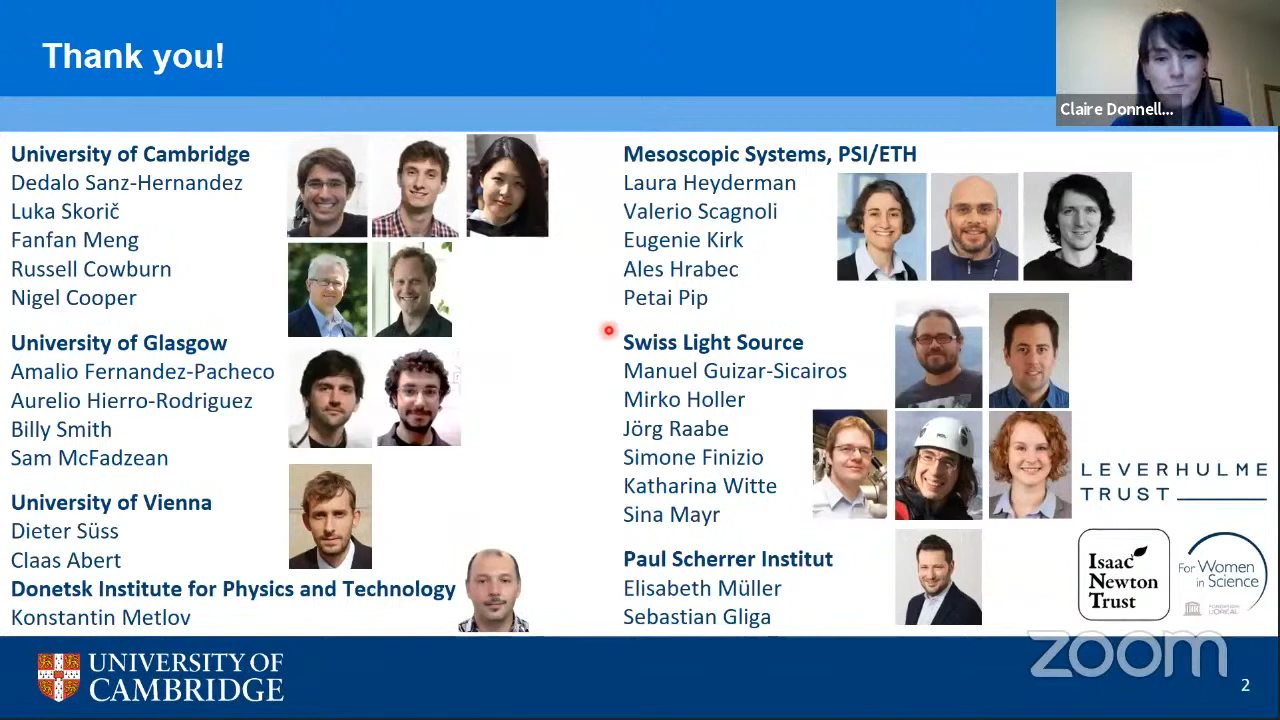 Thank you!
Claire Donnell...
University of Cambridge
Dedalo Sanz-Hernandez
Luka Skorič
Fanfan Meng
Russell Cowburn
Nigel Cooper
University of Glasgow
Amalio Fernandez-Pacheco
Aurelio Hierro-Rodriguez
Billy Smith
Sam McFadzean
University of Vienna
Dieter Süss
Claas Abert
Donetsk Institute for Physics and Technology
Konstantin Metlov
Mesoscopic Systems, PSI/ETH
Laura Heyderman
Valerio Scagnoli
Eugenie Kirk
Ales Hrabec
Petai Pip
Swiss Light Source
Manuel Guizar-Sicairos
Mirko Holler
Jörg Raabe
Simone Finizio
Katharina Witte
Sina Mayr
Paul Scherrer Institut
Elisabeth Müller
Sebastian Gliga
LEVERHULME
TRUST
Isaac
Newton
Trust
For Women
in Science
FOUNDATION
L'ORÉAL
UNIVERSITY OF
CAMBRIDGE
zoom
2